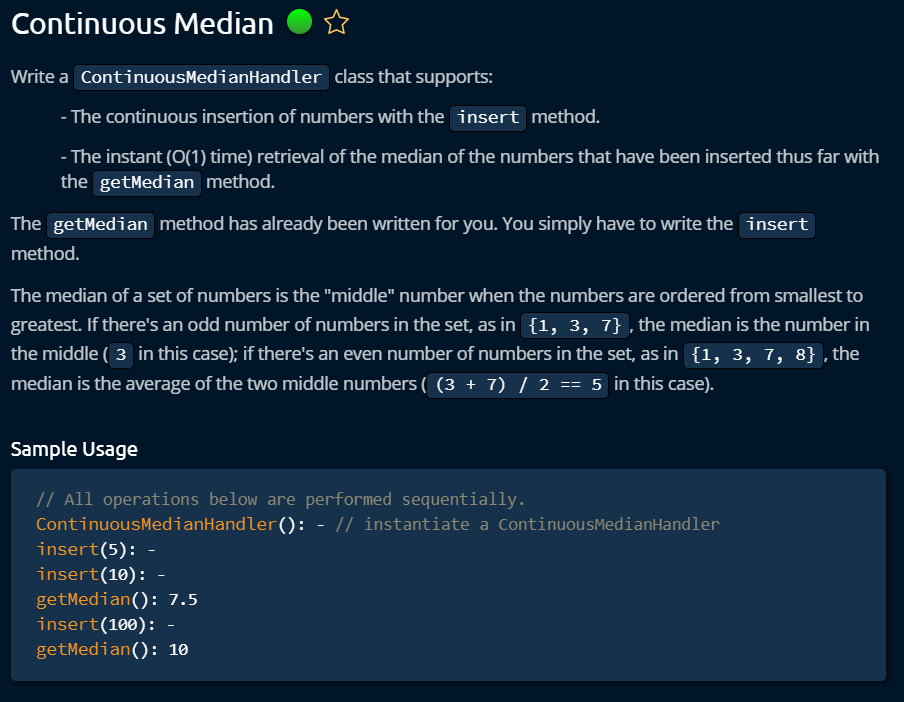 Continuous Median
Write a ContinuousMedianHandler class that supports:
- The continuous insertion of numbers with the insert method.
- The instant (O(1) time) retrieval of the median of the numbers that have been inserted thus far with
the getMedian method.
The getMedian method has already been written for you. You simply have to write the insert
method.
The median of a set of numbers is the "middle" number when the numbers are ordered from smallest to
greatest. If there's an odd number of numbers in the set, as in {1, 3, 7}, the median is the number in
the middle (3 in this case); if there's an even number of numbers in the set, as in {1, 3, 7, 8}, the
median is the average of the two middle numbers ( (3 + 7) / 2 == 5 in this case).
Sample Usage
// All operations below are performed sequentially.
ContinuousMedianHandler(): - // instantiate a ContinuousMedianHandler
insert(5): -
insert(10): -
getMedian(): 7.5
insert(100): -
getMedian(): 10